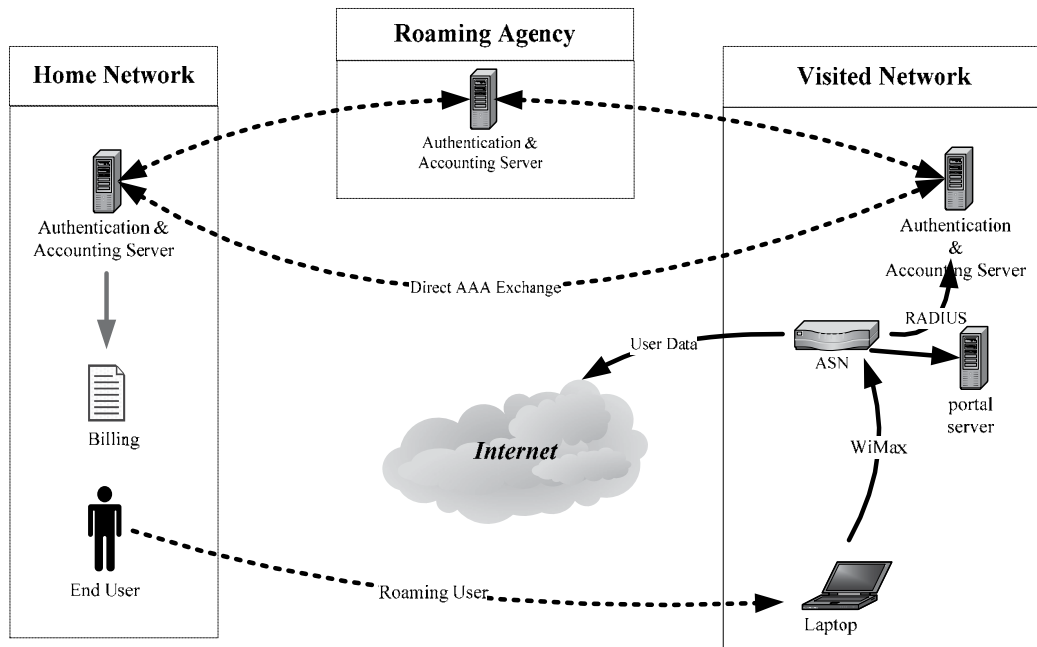 Roaming Agency
Home Network
Visited Network
Authentication &
Accounting Server
Authentication &
Accounting Server
Authentication
&
Accounting Server
Direct AAA Exchange
RADIUS
User Data
ASN
portal
server
Billing
Internet
WiMax
End User
Roaming User
Laptop